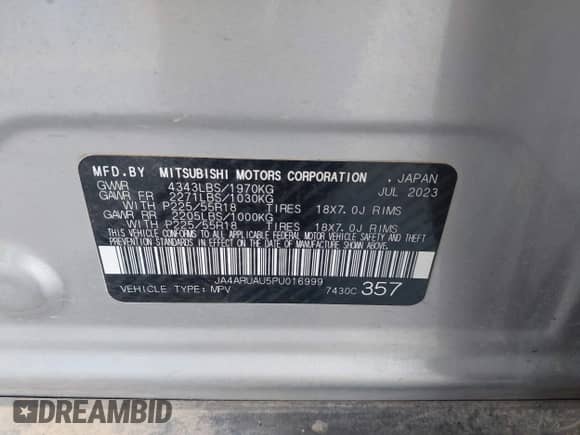 MFD.BY MITSUBISHI MOTORS CORPORATION . JAPAN
GVWR 4343LBS/1970KG JUL 2023
GAWR FR 2271LBS/1030KG
WITH P225/55R18 TIRES 18X7.0J RIMS
GAWR RR 2205LBS/1000KG
WITH P225/55R18 TIRES 18X7.0J RIMS
THIS VEHICLE CONFORMS TO ALL APPLICABLE FEDERAL MOTOR VEHICLE SAFETY AND THEFT
PREVENTION STANDARDS IN EFFECT ON THE DATE OF MANUFACTURE SHOWN ABOVE.
JA4ARUAU5PU016999
VEHICLE TYPE: MPV 7430C 357
DREAMBID